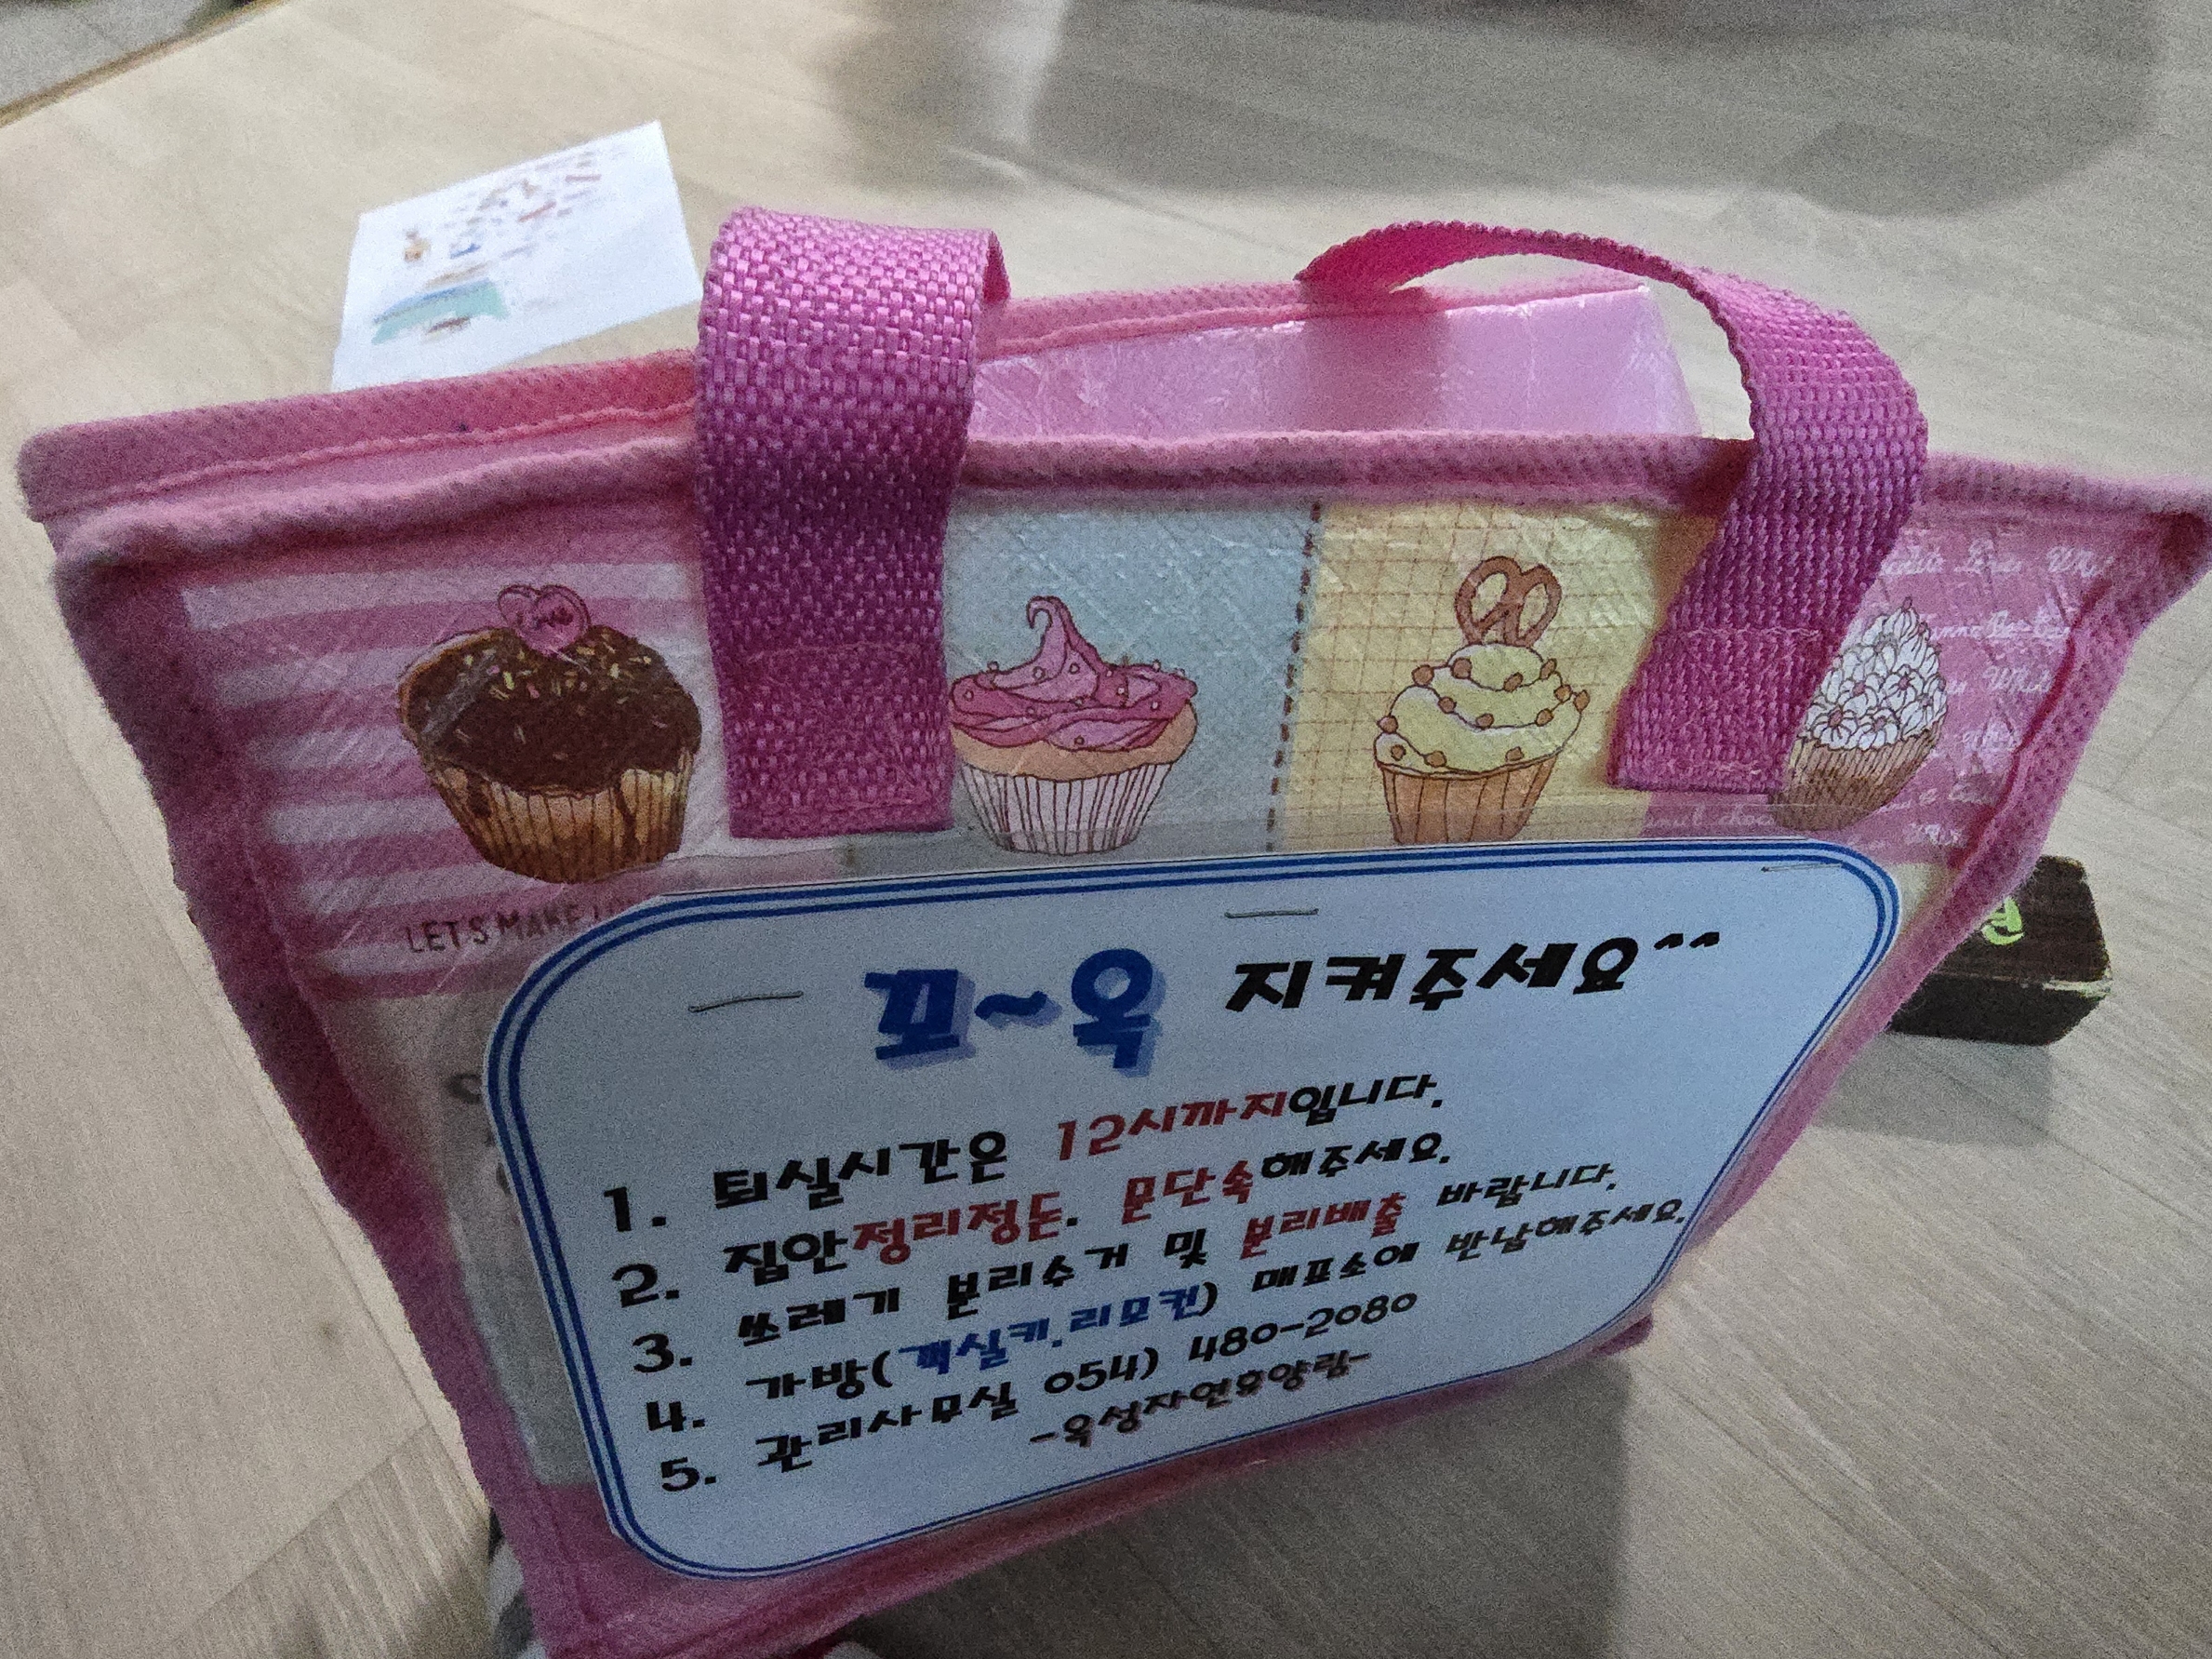 Love
LET'S MAKE
꼬~옥 지켜주세요^^
1. 퇴실시간은 12시까지입니다.
2. 집안정리정돈. 문단속해주세요.
3. 쓰레기 분리수거 및 분리배출 바랍니다.
4. 가방(객실키.리모컨) 매표소에 반납해주세요.
5. 관리사무실 054) 480-2080
-옥성자연휴양림-